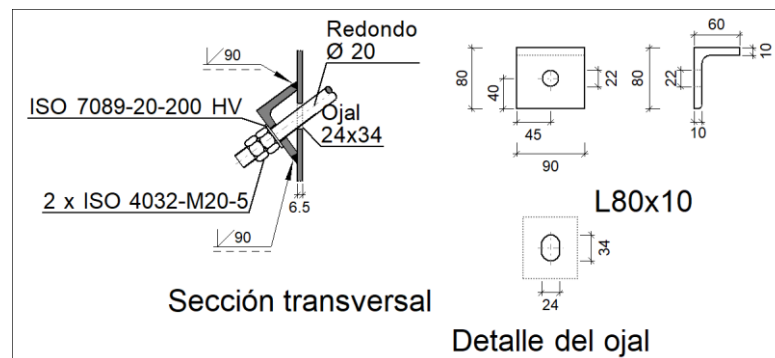 90
Redondo
Ø 20
ISO 7089-20-200 HV
Ojal
24x34
2 x ISO 4032-M20-5
6.5
90
Sección transversal
80
40
22
45
90
60
10
80
22
10
L80x10
34
24
Detalle del ojal